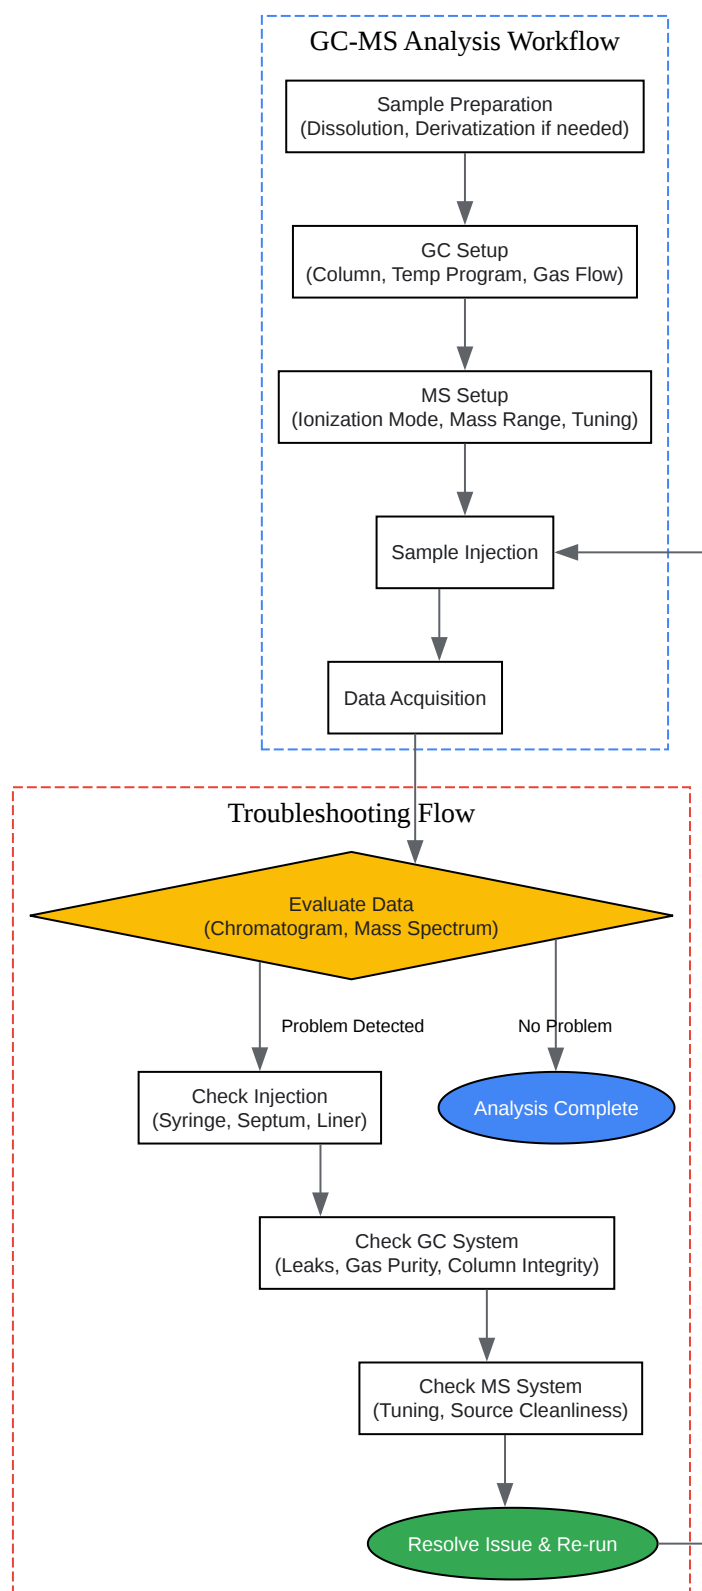 GC-MS Analysis Workflow
Sample Preparation
(Dissolution, Derivatization if needed)
GC Setup
(Column, Temp Program, Gas Flow)
MS Setup
(Ionization Mode, Mass Range, Tuning)
Sample Injection
Data Acquisition
Troubleshooting Flow
Evaluate Data
(Chromatogram, Mass Spectrum)
Problem Detected
No Problem
Check Injection
(Syringe, Septum, Liner)
Analysis Complete
Check GC System
(Leaks, Gas Purity, Column Integrity)
Check MS System
(Tuning, Source Cleanliness)
Resolve Issue & Re-run